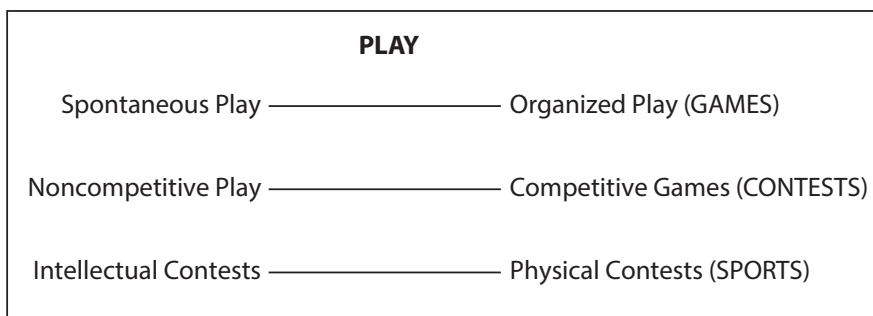 PLAY
Spontaneous Play Organized Play (GAMES)
Noncompetitive Play Competitive Games (CONTESTS)
Intellectual Contests Physical Contests (SPORTS)